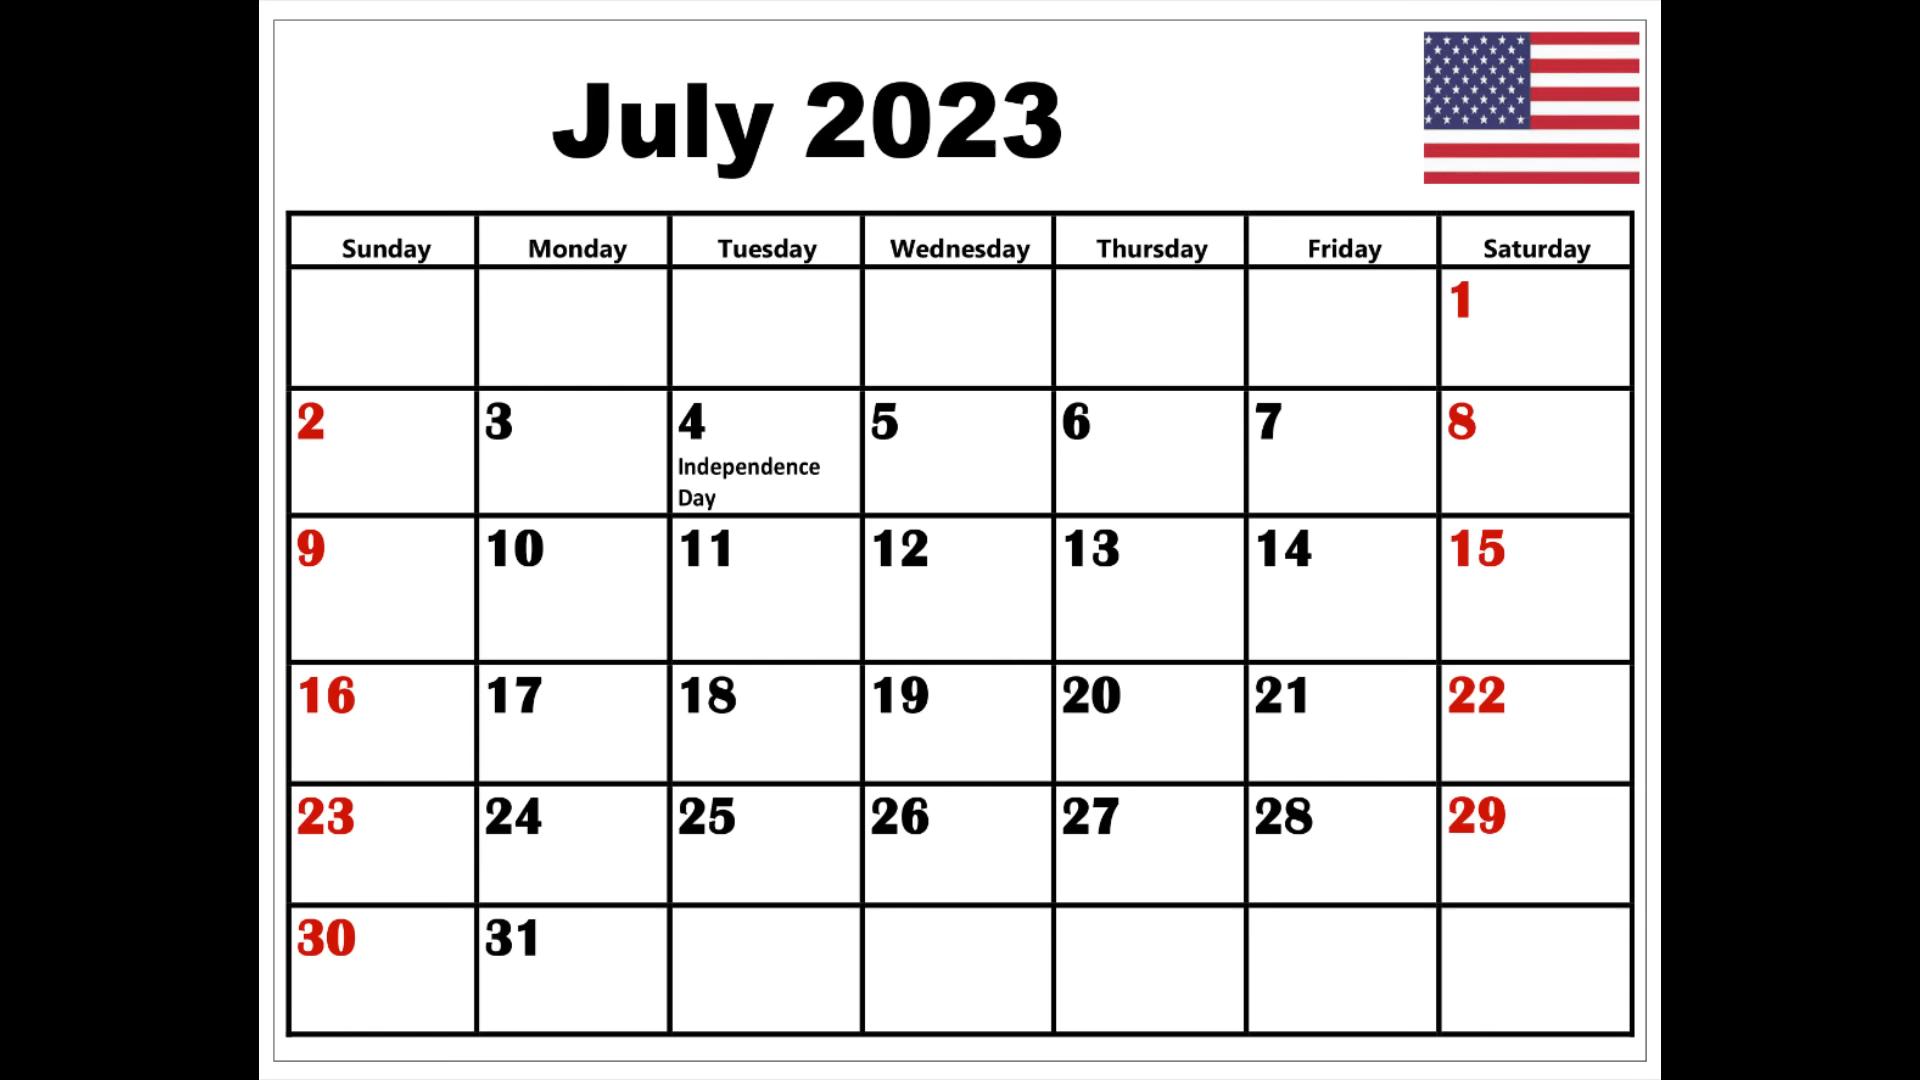 July 2023
Sunday Monday Tuesday Wednesday Thursday Friday Saturday
1
2 3 4 5 6 7 8
Independence
Day
9 10 11 12 13 14 15
16 17 18 19 20 21 22
23 24 25 26 27 28 29
30 31